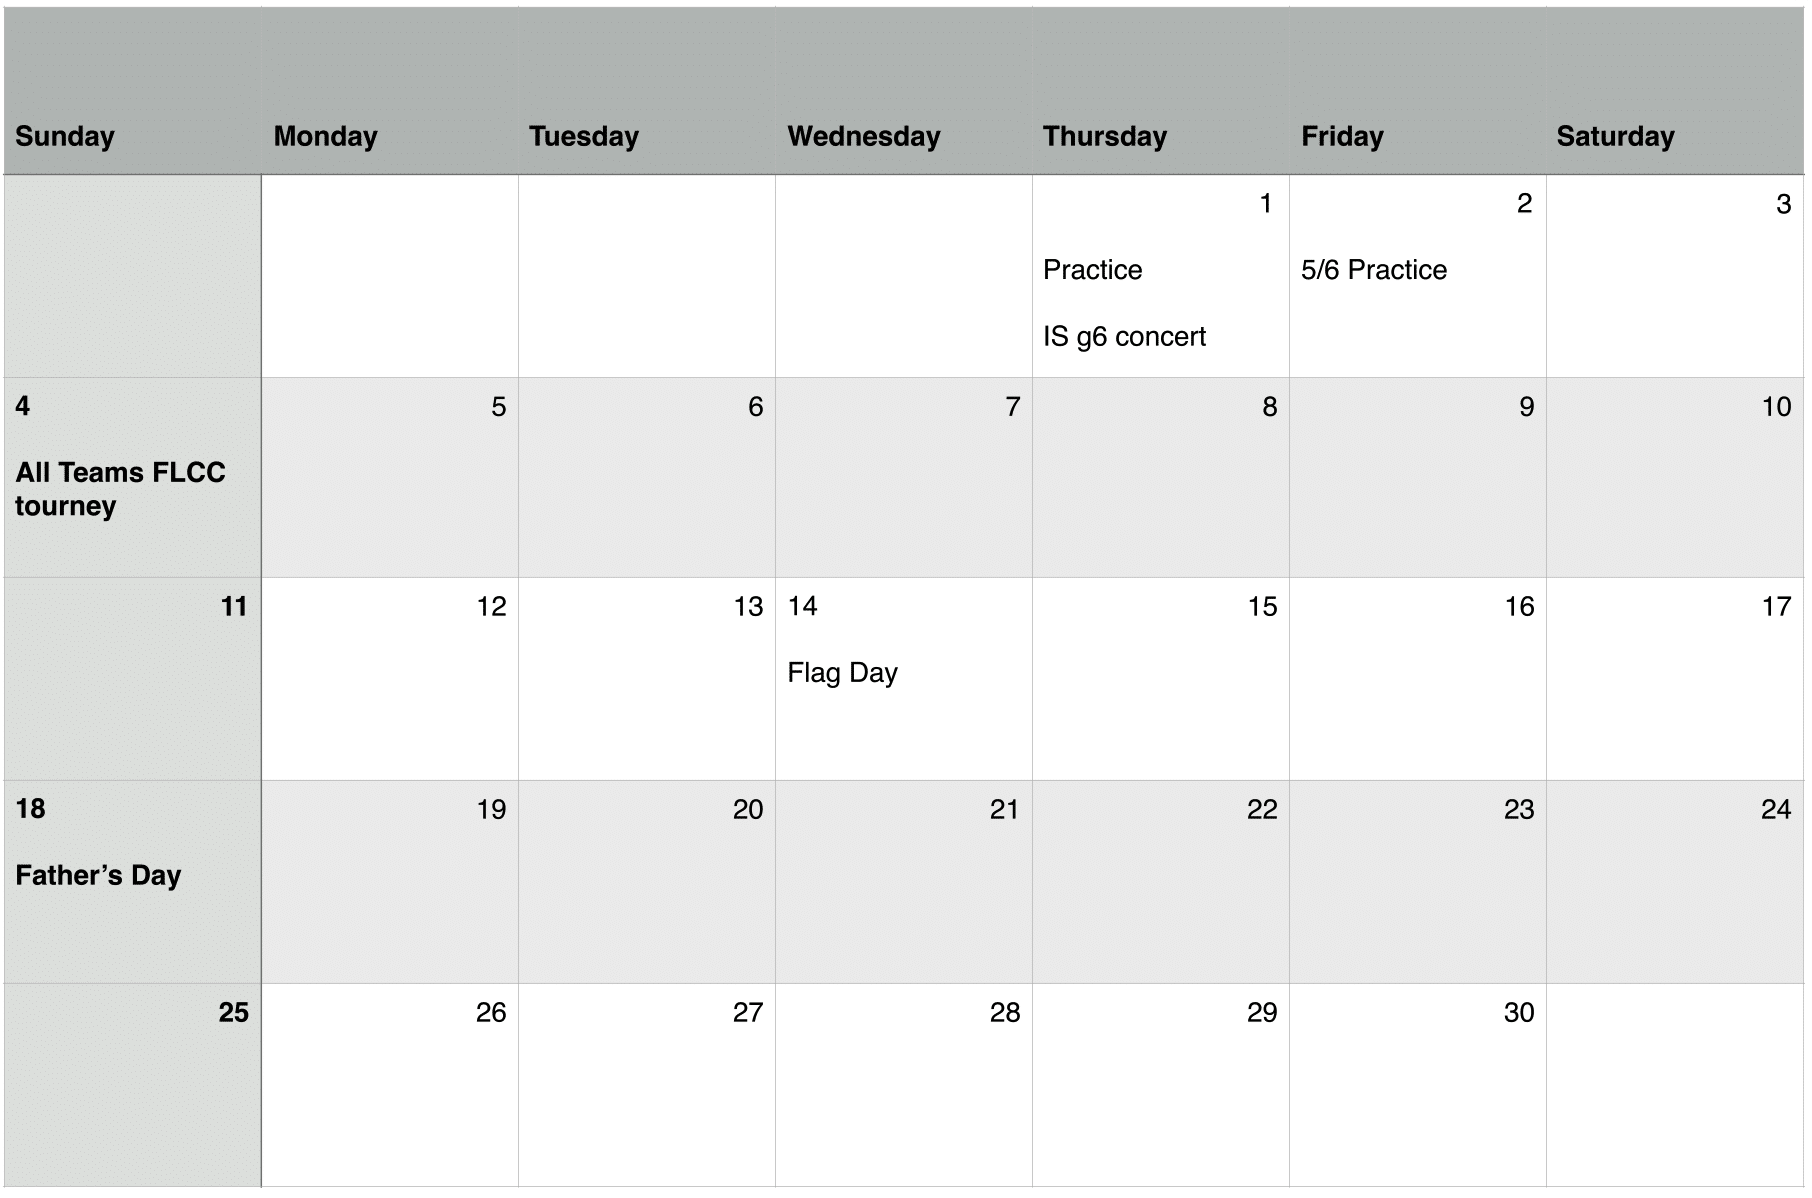 Sunday Monday Tuesday Wednesday Thursday Friday Saturday
1 2 3
Practice 5/6 Practice
IS g6 concert
4 5 6 7 8 9 10
All Teams FLCC
tourney
11 12 13 14 15 16 17
Flag Day
18 19 20 21 22 23 24
Father’s Day
25 26 27 28 29 30